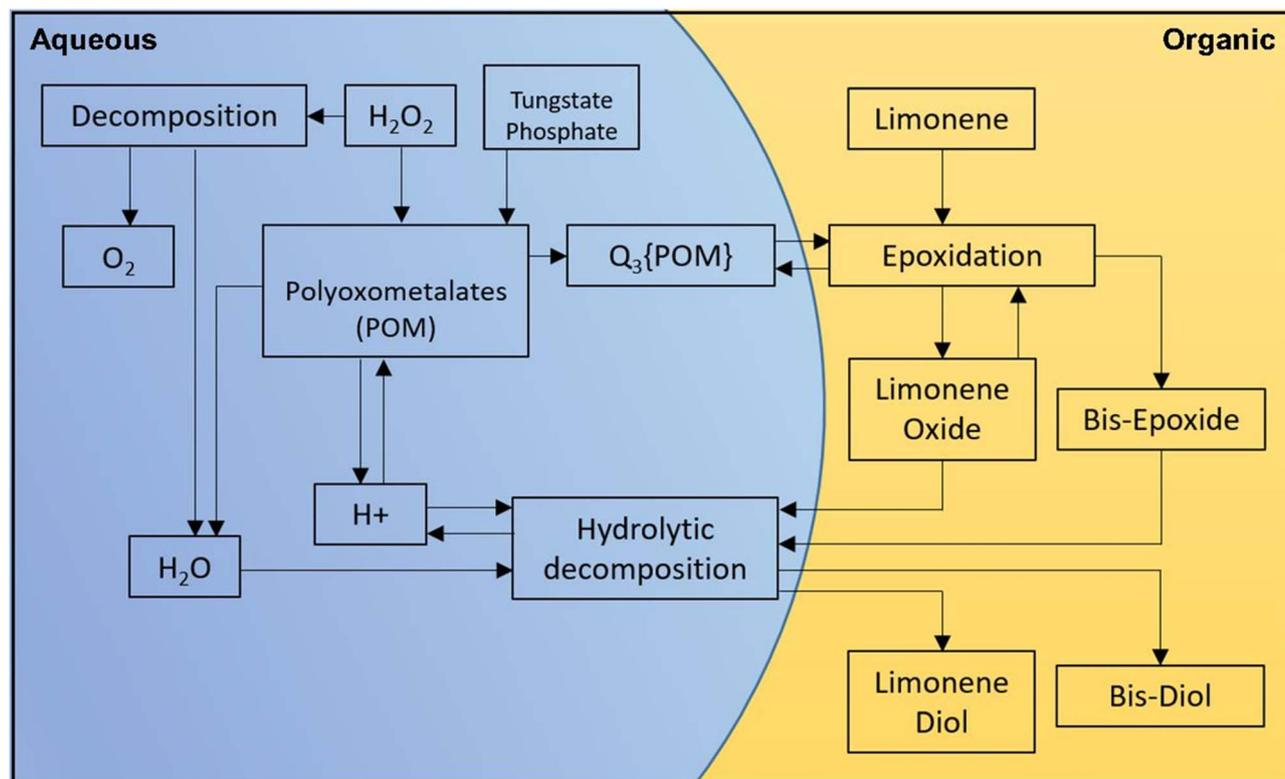 Aqueous
Organic
Decomposition
H₂O₂
Tungstate
Phosphate
Limonene
O₂
Polyoxometalates
(POM)
Q₃{POM}
Epoxidation
Limonene
Oxide
Bis-Epoxide
H+
Hydrolytic
decomposition
H₂O
Limonene
Diol
Bis-Diol